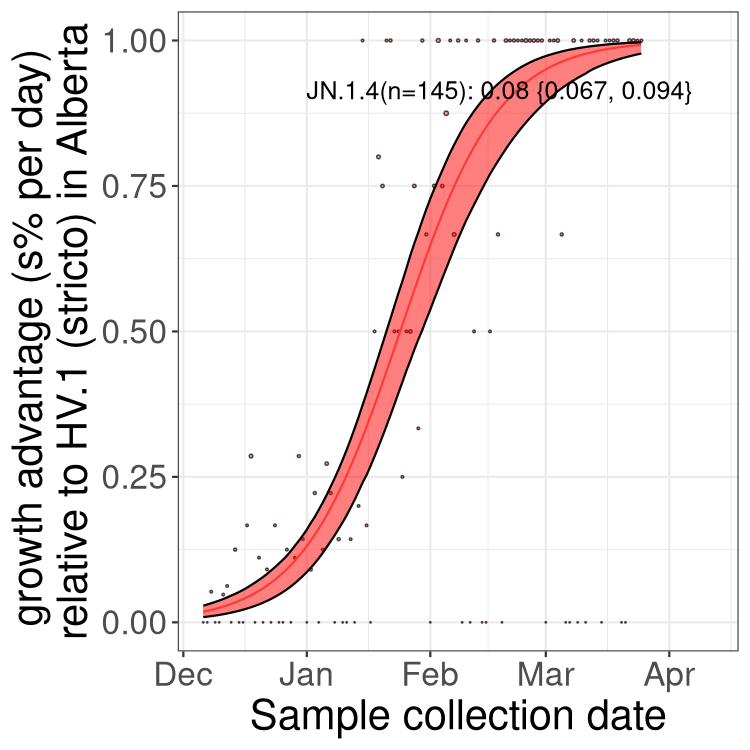 growth advantage (s% per day)
relative to HV.1 (stricto) in Alberta
1.00
0.75
0.50
0.25
0.00
JN.1.4(n=145): 0.08 {0.067, 0.094}
Dec Jan Feb Mar Apr
Sample collection date